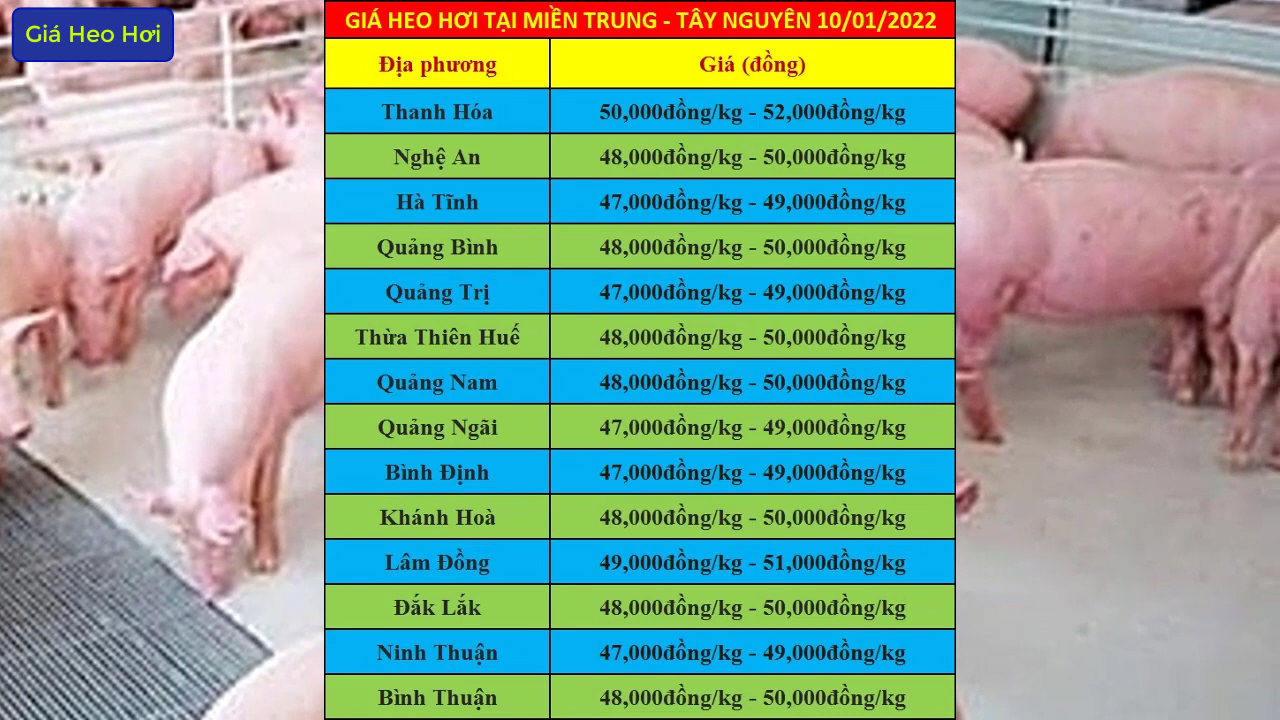 Giá Heo Hơi
GIÁ HEO HƠI TẠI MIỀN TRUNG - TÂY NGUYÊN 10/01/2022
Địa phương Giá (đồng)
Thanh Hóa 50,000đồng/kg - 52,000đồng/kg
Nghệ An 48,000đồng/kg - 50,000đồng/kg
Hà Tĩnh 47,000đồng/kg - 49,000đồng/kg
Quảng Bình 48,000đồng/kg - 50,000đồng/kg
Quảng Trị 47,000đồng/kg - 49,000đồng/kg
Thừa Thiên Huế 48,000đồng/kg - 50,000đồng/kg
Quảng Nam 48,000đồng/kg - 50,000đồng/kg
Quảng Ngãi 47,000đồng/kg - 49,000đồng/kg
Bình Định 47,000đồng/kg - 49,000đồng/kg
Khánh Hoà 48,000đồng/kg - 50,000đồng/kg
Lâm Đồng 49,000đồng/kg - 51,000đồng/kg
Đắk Lắk 48,000đồng/kg - 50,000đồng/kg
Ninh Thuận 47,000đồng/kg - 49,000đồng/kg
Bình Thuận 48,000đồng/kg - 50,000đồng/kg